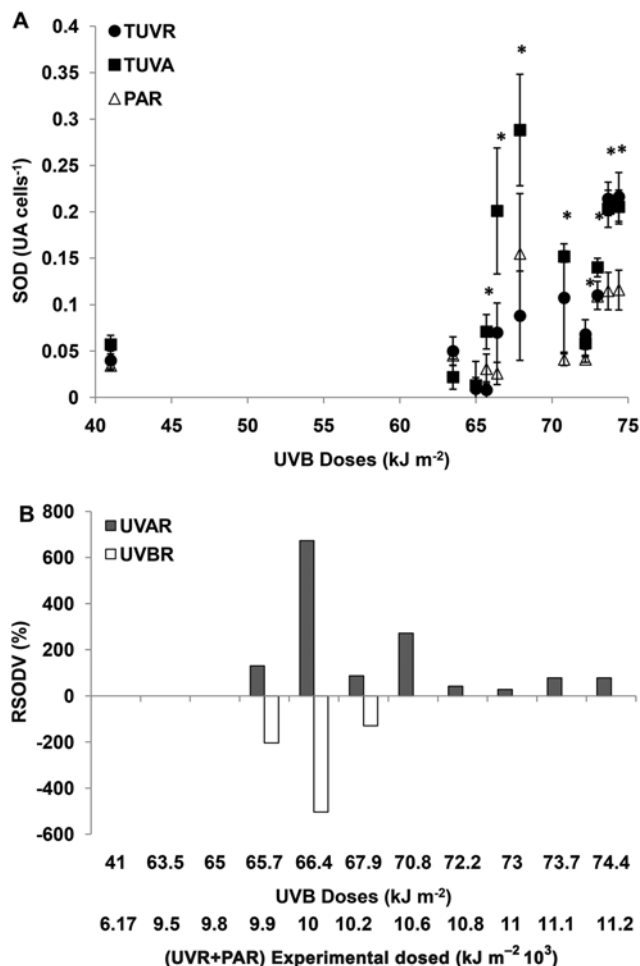 A
TUVR
TUVA
PAR
SOD (UA cells-1)
0.4
0.35
0.3
0.25
0.2
0.15
0.1
0.05
0
* * * * * * * * *
40 45 50 55 60 65 70 75
UVB Doses (kJ m-2)
B
UVAR
UVBR
RSODV (%)
800
600
400
200
0
-200
-400
-600
41 63.5 65 65.7 66.4 67.9 70.8 72.2 73 73.7 74.4
UVB Doses (kJ m-2)
6.17 9.5 9.8 9.9 10 10.2 10.6 10.8 11 11.1 11.2
(UVR+PAR) Experimental dosed (kJ m−2 103)